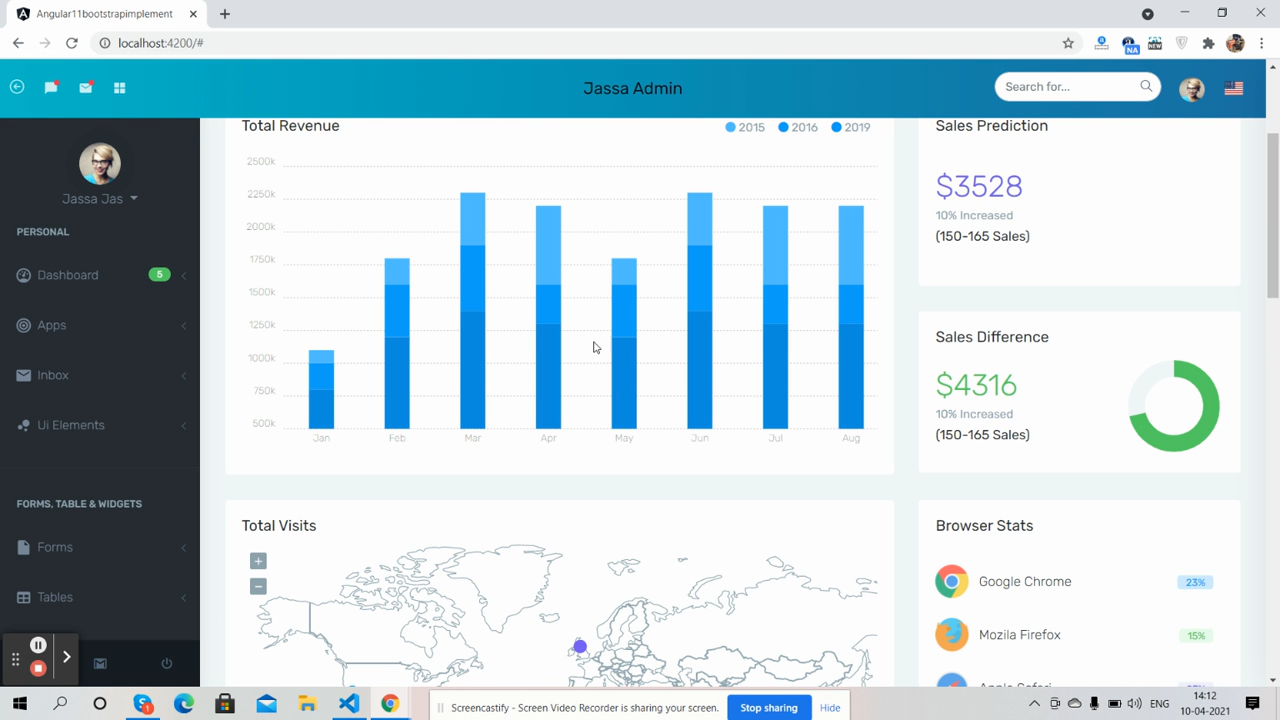 Angular11bootstrapimplement
localhost:4200/#
NA
NEW
Jassa Admin
Search for...
Jassa Jas
PERSONAL
Dashboard 5
Apps
Inbox
Ui Elements
FORMS, TABLE & WIDGETS
Forms
Tables
Total Revenue
2015 2016 2019
2500k
2250k
2000k
1750k
1500k
1250k
1000k
750k
500k
Jan Feb Mar Apr May Jun Jul Aug
Sales Prediction
$3528
10% Increased
(150-165 Sales)
Sales Difference
$4316
10% Increased
(150-165 Sales)
Total Visits
+
−
Browser Stats
Google Chrome 23%
Mozila Firefox 15%
Screencastify - Screen Video Recorder is sharing your screen. Stop sharing Hide
ENG
14:12
10-04-2021